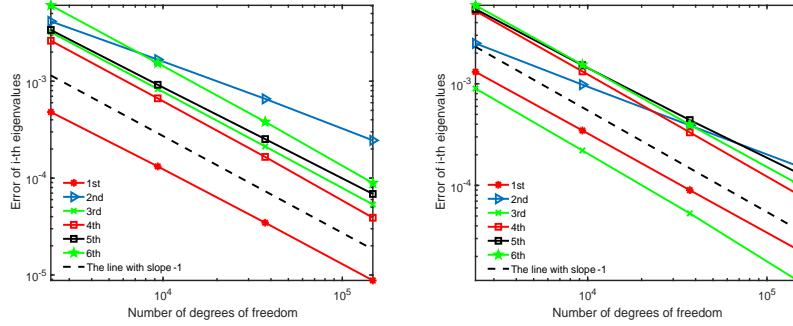 Error of i-th eigenvalues
10^-3
10^-4
10^-5
1st
2nd
3rd
4th
5th
6th
The line with slope -1
10^4
10^5
Number of degrees of freedom
Error of i-th eigenvalues
10^-3
10^-4
1st
2nd
3rd
4th
5th
6th
The line with slope -1
10^4
10^5
Number of degrees of freedom